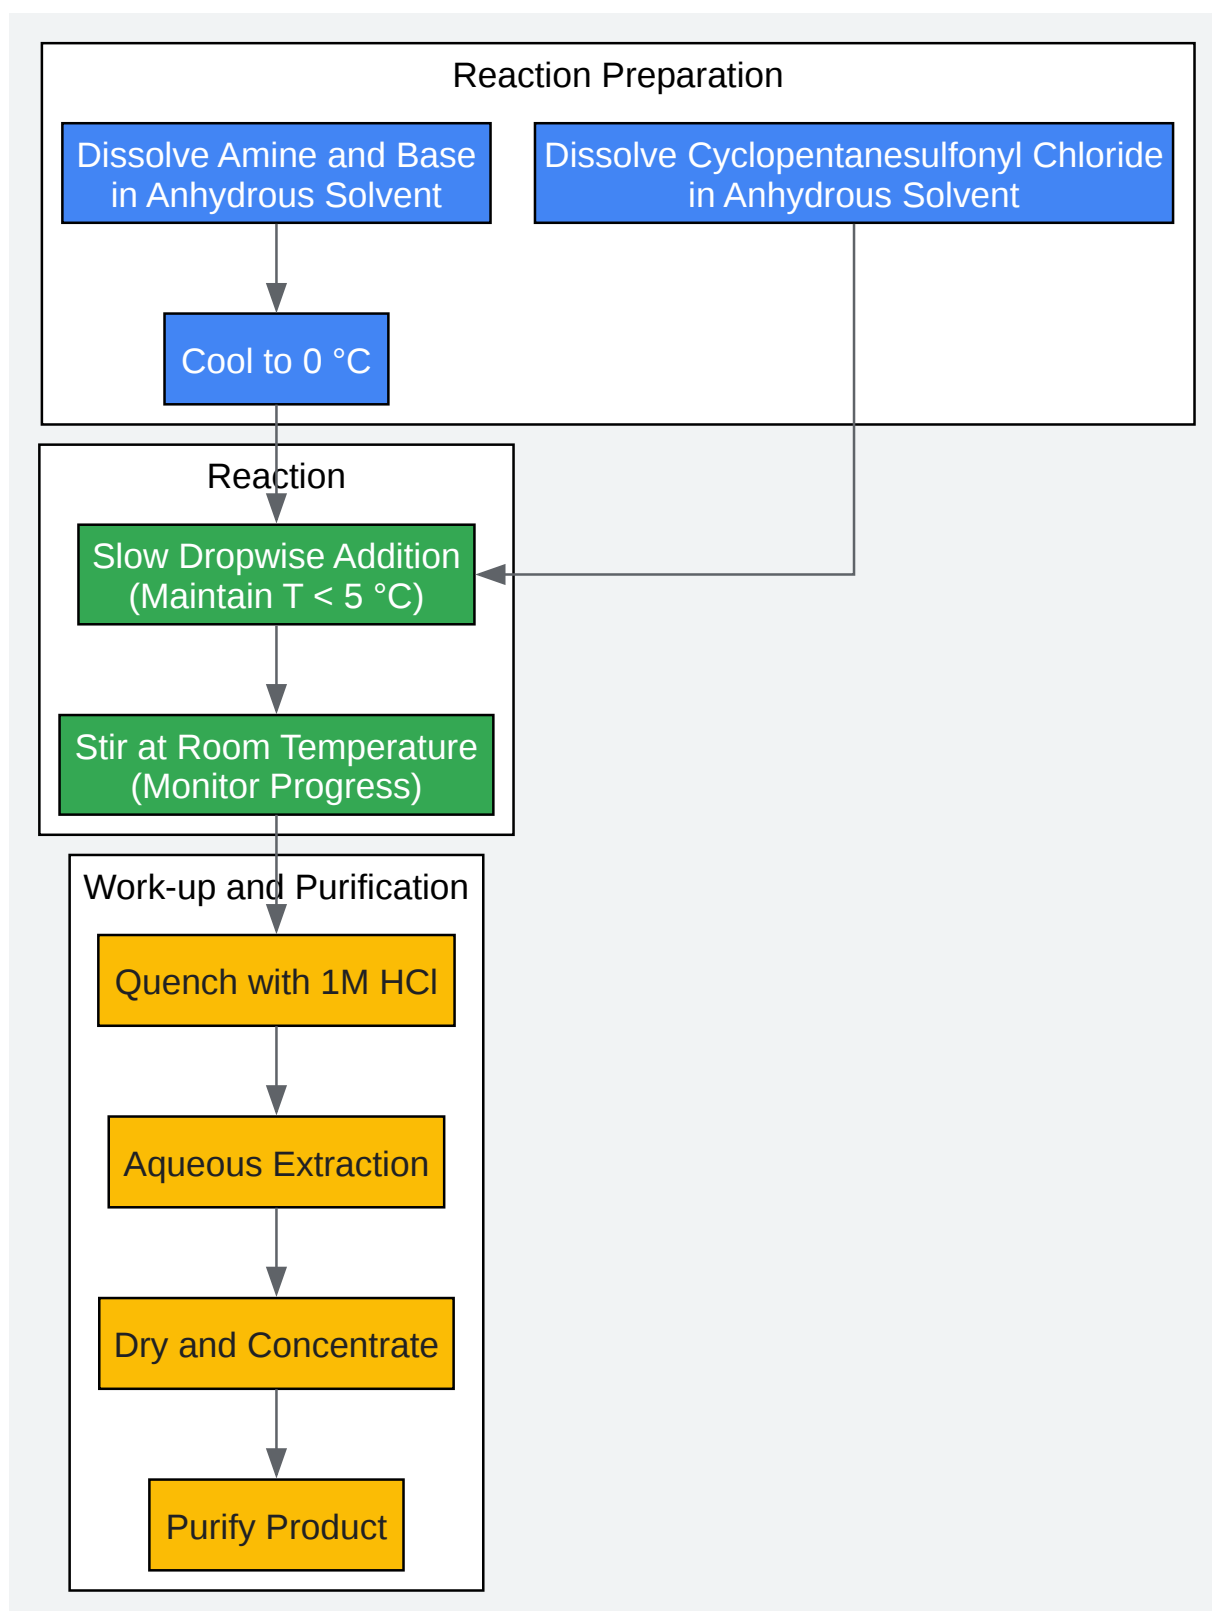 Reaction Preparation
Dissolve Amine and Base
in Anhydrous Solvent
Dissolve Cyclopentanesulfonyl Chloride
in Anhydrous Solvent
Cool to 0 °C
Reaction
Slow Dropwise Addition
(Maintain T < 5 °C)
Stir at Room Temperature
(Monitor Progress)
Work-up and Purification
Quench with 1M HCl
Aqueous Extraction
Dry and Concentrate
Purify Product